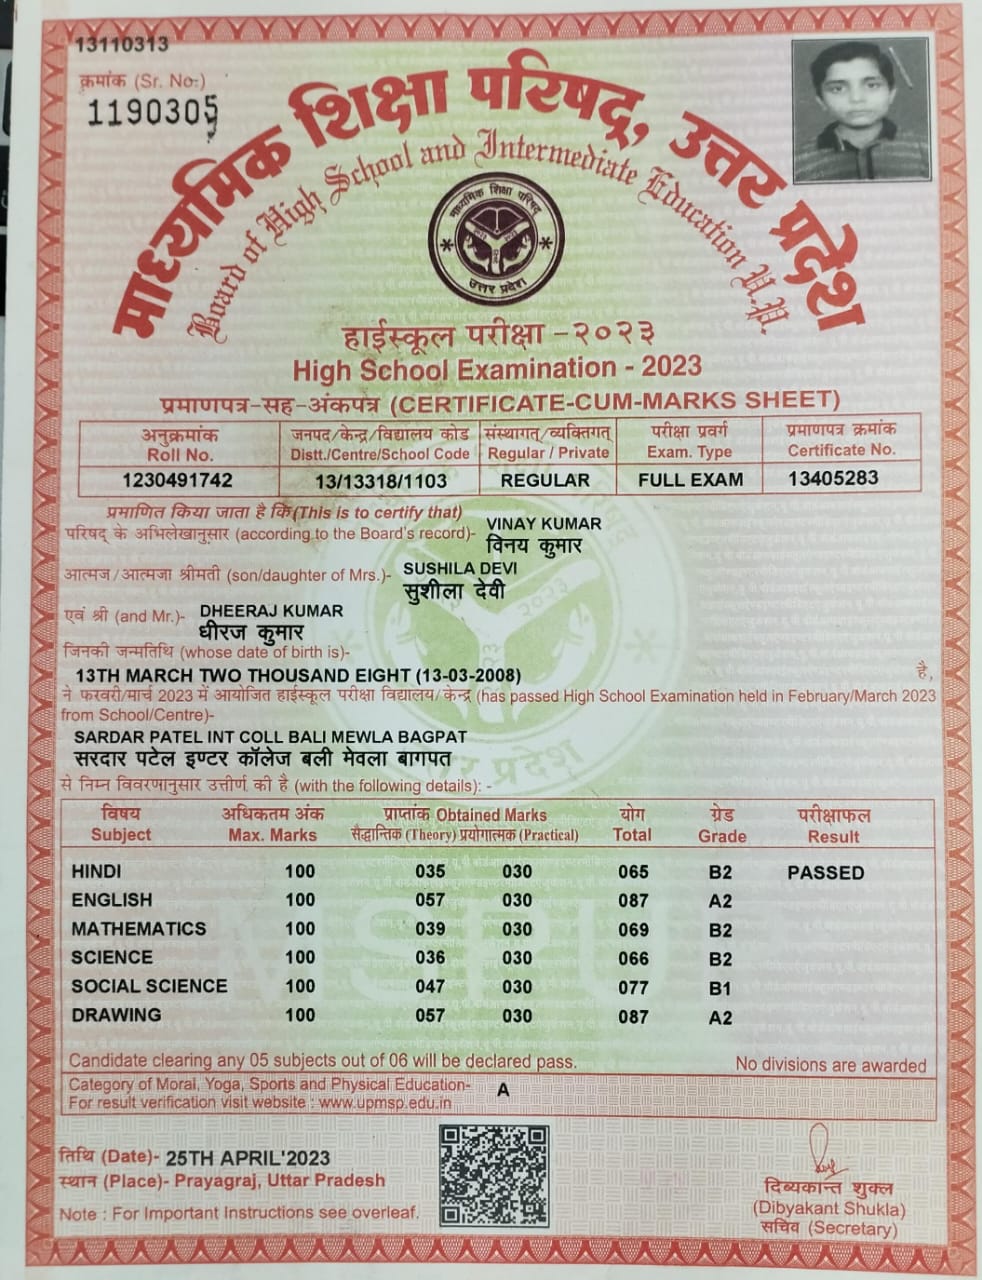 13110313
क्रमांक (Sr. No.)
1190305
माध्यमिक शिक्षा परिषद्, उत्तर प्रदेश
Board of High School and Intermediate Education U.P.
माध्यमिक शिक्षा परिषद्
उत्तर प्रदेश
हाईस्कूल परीक्षा -२०२३
High School Examination - 2023
प्रमाणपत्र-सह-अंकपत्र (CERTIFICATE-CUM-MARKS SHEET)
अनुक्रमांक जनपद/केन्द्र/विद्यालय कोड संस्थागत/व्यक्तिगत परीक्षा प्रवर्ग प्रमाणपत्र क्रमांक
Roll No. Distt./Centre/School Code Regular / Private Exam. Type Certificate No.
1230491742 13/13318/1103 REGULAR FULL EXAM 13405283
प्रमाणित किया जाता है कि(This is to certify that)
परिषद् के अभिलेखानुसार (according to the Board's record)- VINAY KUMAR
विनय कुमार
आत्मज/आत्मजा श्रीमती (son/daughter of Mrs.)- SUSHILA DEVI
सुशीला देवी
एवं श्री (and Mr.)- DHEERAJ KUMAR
धीरज कुमार
जिनकी जन्मतिथि (whose date of birth is)-
13TH MARCH TWO THOUSAND EIGHT (13-03-2008) है,
ने फरवरी/मार्च 2023 में आयोजित हाईस्कूल परीक्षा विद्यालय/केन्द्र (has passed High School Examination held in February/March 2023
from School/Centre)-
SARDAR PATEL INT COLL BALI MEWLA BAGPAT
सरदार पटेल इण्टर कॉलेज बली मेवला बागपत
से निम्न विवरणानुसार उत्तीर्ण की है (with the following details): -
विषय अधिकतम अंक प्राप्तांक Obtained Marks योग ग्रेड परीक्षाफल
Subject Max. Marks सैद्धान्तिक (Theory) प्रयोगात्मक (Practical) Total Grade Result
HINDI 100 035 030 065 B2 PASSED
ENGLISH 100 057 030 087 A2
MATHEMATICS 100 039 030 069 B2
SCIENCE 100 036 030 066 B2
SOCIAL SCIENCE 100 047 030 077 B1
DRAWING 100 057 030 087 A2
Candidate clearing any 05 subjects out of 06 will be declared pass. No divisions are awarded
Category of Moral, Yoga, Sports and Physical Education- A
For result verification visit website : www.upmsp.edu.in
तिथि (Date)- 25TH APRIL'2023
स्थान (Place)- Prayagraj, Uttar Pradesh
Note : For Important Instructions see overleaf.
दिब्यकान्त शुक्ल
(Dibyakant Shukla)
सचिव (Secretary)